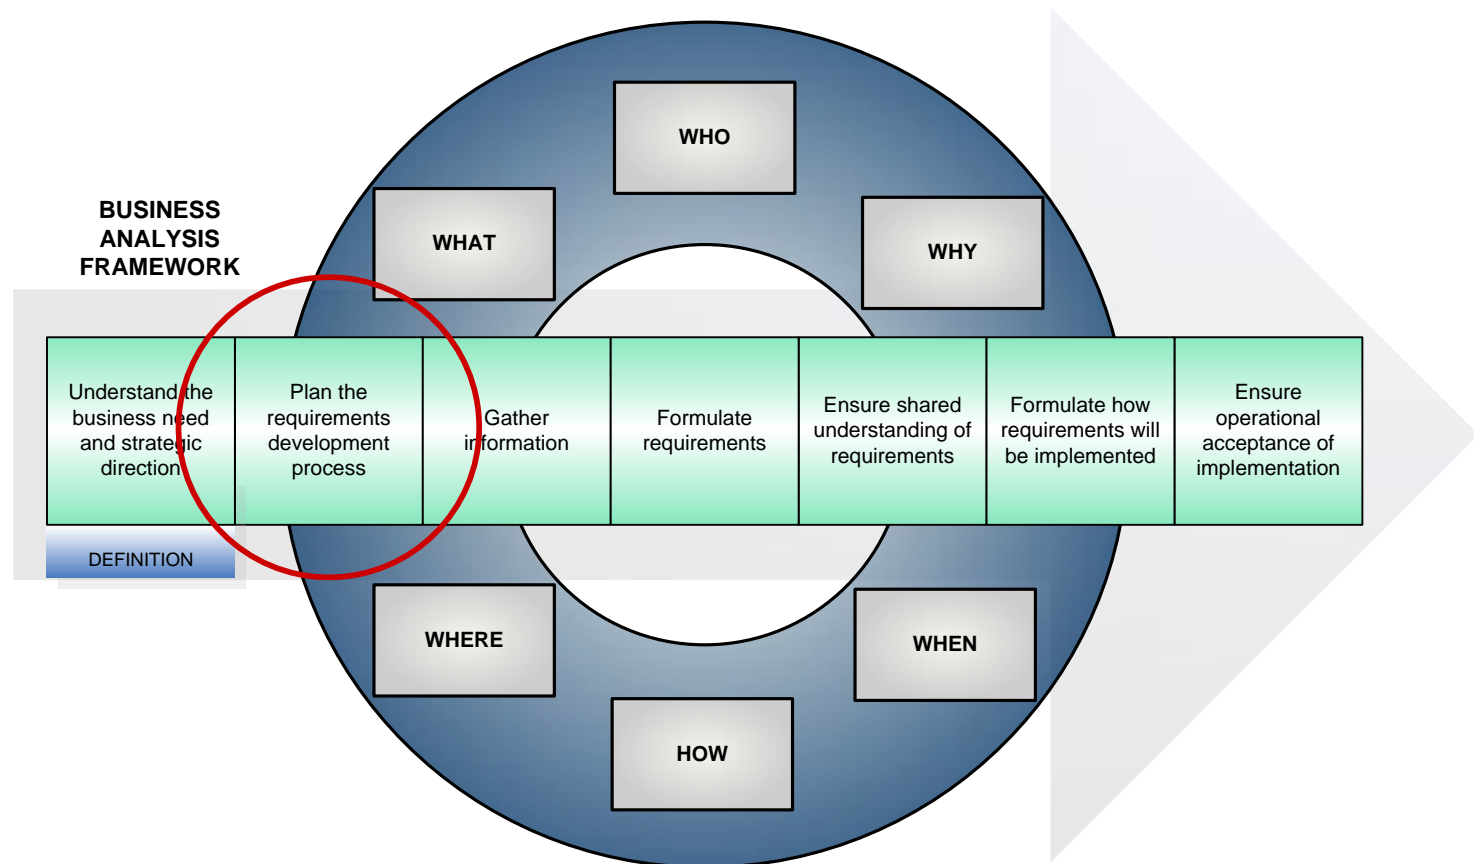 WHO
BUSINESS
ANALYSIS
FRAMEWORK
WHAT
WHY
Understand the
business need
and strategic
direction
Plan the
requirements
development
process
Gather
information
Formulate
requirements
Ensure shared
understanding of
requirements
Formulate how
requirements will
be implemented
Ensure
operational
acceptance of
implementation
DEFINITION
WHERE
WHEN
HOW